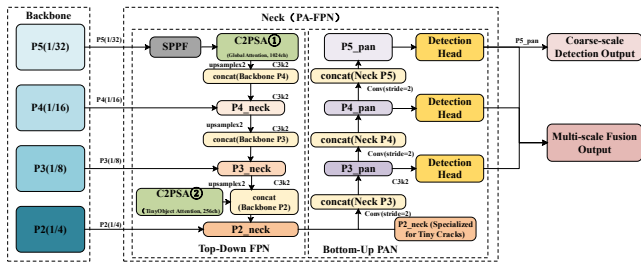 Backbone
Neck (PA-FPN)
P5(1/32)
P5(1/32)
SPPF
C2PSA①
(Global Attention, 1024ch)
P5_pan
Detection
Head
P5_pan
Coarse-scale
Detection Output
upsamplex2
C3k2
concat(Backbone P4)
concat(Neck P5)
C3k2
Conv(stride=2)
P4(1/16)
P4(1/16)
P4_neck
P4_pan
Detection
Head
upsamplex2
C3k2
C3k2
concat(Backbone P3)
concat(Neck P4)
Multi-scale Fusion
Output
C3k2
Conv(stride=2)
P3(1/8)
P3(1/8)
P3_neck
P3_pan
Detection
Head
upsamplex2
C3k2
C3k2
C2PSA②
(TinyObject Attention, 256ch)
concat
(Backbone P2)
concat(Neck P3)
Conv(stride=2)
P2(1/4)
P2(1/4)
P2_neck
P2_neck (Specialized
for Tiny Cracks)
Top-Down FPN
Bottom-Up PAN